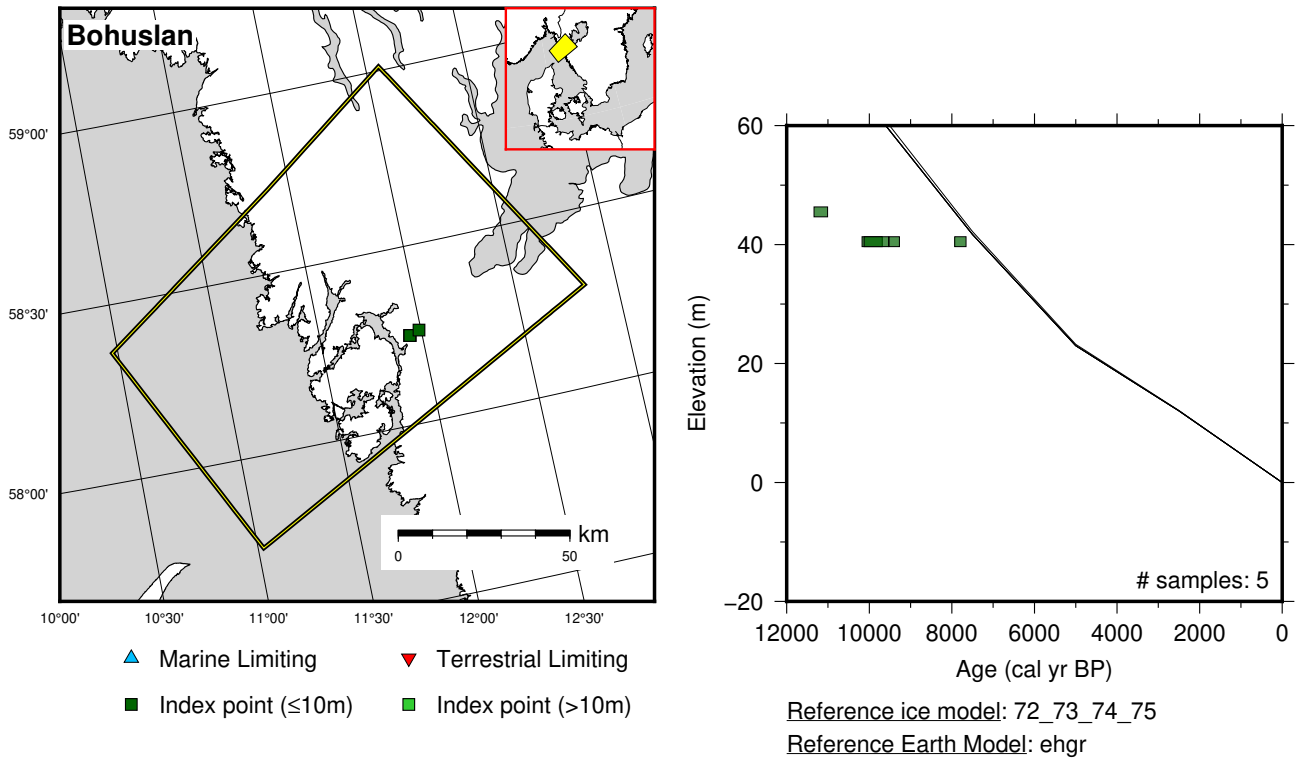 Bohuslan
59°00'
58°30'
58°00'
km
0 50
10°00' 10°30' 11°00' 11°30' 12°00' 12°30'
Marine Limiting
Terrestrial Limiting
Index point (≤10m)
Index point (>10m)
60
40
20
0
−20
Elevation (m)
# samples: 5
12000 10000 8000 6000 4000 2000 0
Age (cal yr BP)
Reference ice model: 72_73_74_75
Reference Earth Model: ehgr